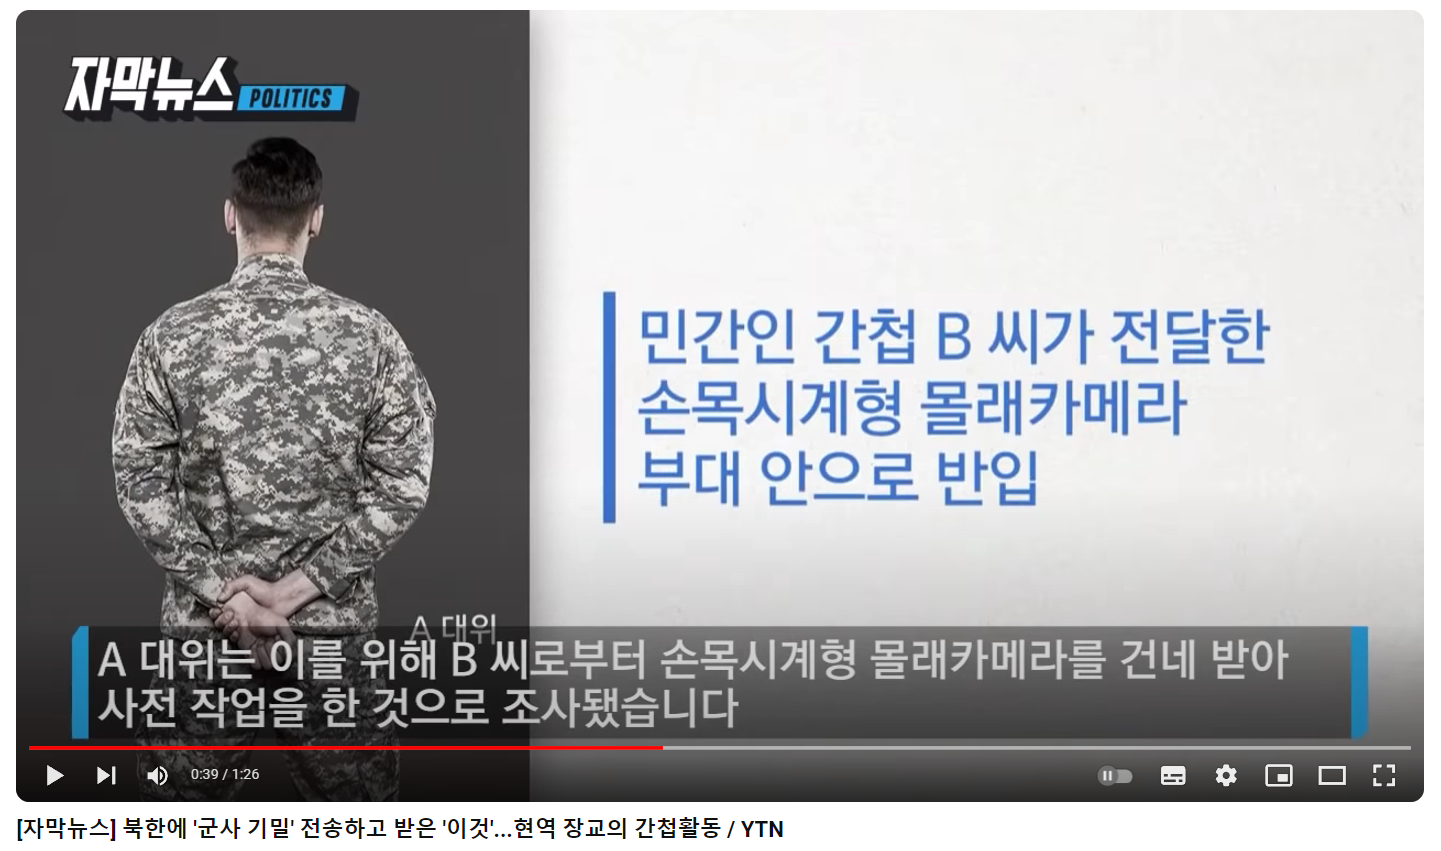 자막뉴스 POLITICS
민간인 간첩 B 씨가 전달한
손목시계형 몰래카메라
부대 안으로 반입
A 대위
A 대위는 이를 위해 B 씨로부터 손목시계형 몰래카메라를 건네 받아
사전 작업을 한 것으로 조사됐습니다
0:39 / 1:26
[자막뉴스] 북한에 '군사 기밀' 전송하고 받은 '이것'...현역 장교의 간첩활동 / YTN